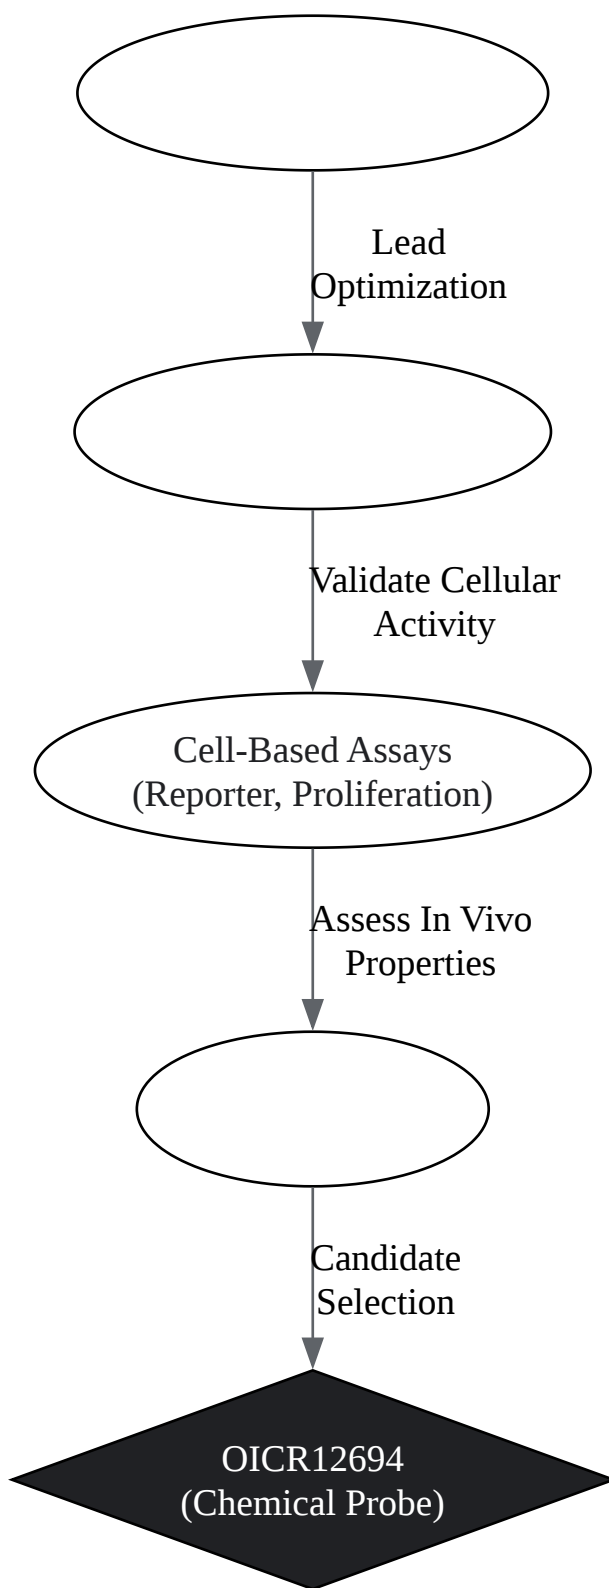 Lead
Optimization
Validate Cellular
Activity
Cell-Based Assays
(Reporter, Proliferation)
Assess In Vivo
Properties
Candidate
Selection
OICR12694
(Chemical Probe)